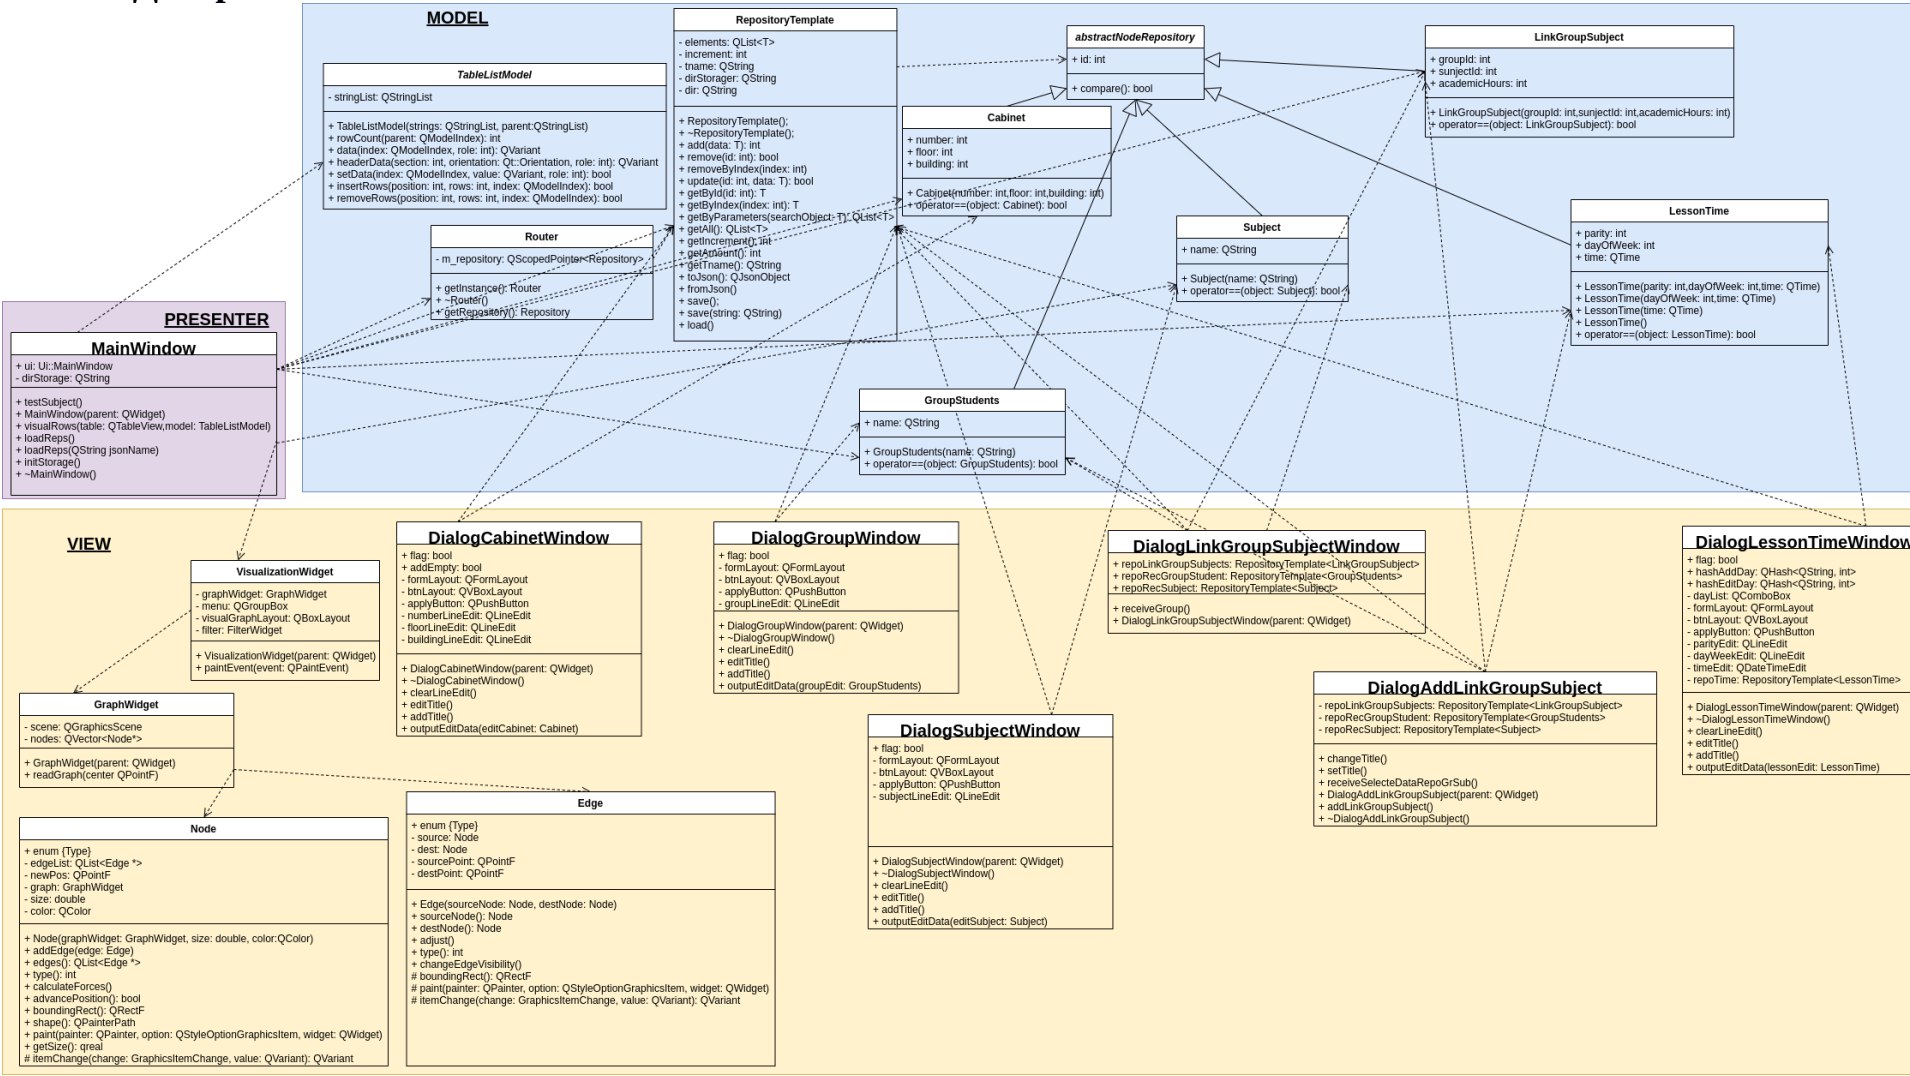 MODEL
RepositoryTemplate
- elements: QList<T>
- increment: int
- tname: QString
- dirStorager: QString
- dir: QString
+ RepositoryTemplate();
+ ~RepositoryTemplate();
+ add(data: T): int
+ remove(id: int): bool
+ removeByIndex(index: int)
+ update(id: int, data: T): bool
+ getById(id: int): T
+ getByIndex(index: int): T
+ getByParameters(searchObject: T): QList<T>
+ getAll(): QList<T>
+ getIncrement(): int
+ getAmount(): int
+ getTname(): QString
+ toJson(): QJsonObject
+ fromJson()
+ save();
+ save(string: QString)
+ load()
abstractNodeRepository
+ id: int
+ compare(): bool
LinkGroupSubject
+ groupId: int
+ sunjectId: int
+ academicHours: int
+ LinkGroupSubject(groupId: int,sunjectId: int,academicHours: int)
+ operator==(object: LinkGroupSubject): bool
TableListModel
- stringList: QStringList
+ TableListModel(strings: QStringList, parent:QStringList)
+ rowCount(parent: QModelIndex): int
+ data(index: QModelIndex, role: int): QVariant
+ headerData(section: int, orientation: Qt::Orientation, role: int): QVariant
+ setData(index: QModelIndex, value: QVariant, role: int): bool
+ insertRows(position: int, rows: int, index: QModelIndex): bool
+ removeRows(position: int, rows: int, index: QModelIndex): bool
Cabinet
+ number: int
+ floor: int
+ building: int
+ Cabinet(number: int,floor: int,building: int)
+ operator==(object: Cabinet): bool
Router
- m_repository: QScopedPointer<Repository>
+ getInstance(): Router
+ ~Router()
+ getRepository(): Repository
Subject
+ name: QString
+ Subject(name: QString)
+ operator==(object: Subject): bool
LessonTime
+ parity: int
+ dayOfWeek: int
+ time: QTime
+ LessonTime(parity: int,dayOfWeek: int,time: QTime)
+ LessonTime(dayOfWeek: int,time: QTime)
+ LessonTime(time: QTime)
+ LessonTime()
+ operator==(object: LessonTime): bool
PRESENTER
MainWindow
+ ui: Ui::MainWindow
- dirStorage: QString
+ testSubject()
+ MainWindow(parent: QWidget)
+ visualRows(table: QTableView,model: TableListModel)
+ loadReps()
+ loadReps(QString jsonName)
+ initStorage()
+ ~MainWindow()
GroupStudents
+ name: QString
+ GroupStudents(name: QString)
+ operator==(object: GroupStudents): bool
VIEW
VisualizationWidget
- graphWidget: GraphWidget
- menu: QGroupBox
- visualGraphLayout: QBoxLayout
- filter: FilterWidget
+ VisualizationWidget(parent: QWidget)
+ paintEvent(event: QPaintEvent)
DialogCabinetWindow
+ flag: bool
+ addEmpty: bool
- formLayout: QFormLayout
- btnLayout: QVBoxLayout
- applyButton: QPushButton
- numberLineEdit: QLineEdit
- floorLineEdit: QLineEdit
- buildingLineEdit: QLineEdit
+ DialogCabinetWindow(parent: QWidget)
+ ~DialogCabinetWindow()
+ clearLineEdit()
+ editTitle()
+ addTitle()
+ outputEditData(editCabinet: Cabinet)
DialogGroupWindow
+ flag: bool
- formLayout: QFormLayout
- btnLayout: QVBoxLayout
- applyButton: QPushButton
- groupLineEdit: QLineEdit
+ DialogGroupWindow(parent: QWidget)
+ ~DialogGroupWindow()
+ clearLineEdit()
+ editTitle()
+ addTitle()
+ outputEditData(groupEdit: GroupStudents)
DialogLinkGroupSubjectWindow
+ repoLinkGroupSubjects: RepositoryTemplate<LinkGroupSubject>
+ repoRecGroupStudent: RepositoryTemplate<GroupStudents>
+ repoRecSubject: RepositoryTemplate<Subject>
+ receiveGroup()
+ DialogLinkGroupSubjectWindow(parent: QWidget)
DialogLessonTimeWindow
+ flag: bool
+ hashAddDay: QHash<QString, int>
+ hashEditDay: QHash<QString, int>
- dayList: QComboBox
- formLayout: QFormLayout
- btnLayout: QVBoxLayout
- applyButton: QPushButton
- parityEdit: QLineEdit
- dayWeekEdit: QLineEdit
- timeEdit: QDateTimeEdit
- repoTime: RepositoryTemplate<LessonTime>
+ DialogLessonTimeWindow(parent: QWidget)
+ ~DialogLessonTimeWindow()
+ clearLineEdit()
+ editTitle()
+ addTitle()
+ outputEditData(lessonEdit: LessonTime)
GraphWidget
- scene: QGraphicsScene
- nodes: QVector<Node*>
+ GraphWidget(parent: QWidget)
+ readGraph(center QPointF)
DialogSubjectWindow
+ flag: bool
- formLayout: QFormLayout
- btnLayout: QVBoxLayout
- applyButton: QPushButton
- subjectLineEdit: QLineEdit
+ DialogSubjectWindow(parent: QWidget)
+ ~DialogSubjectWindow()
+ clearLineEdit()
+ editTitle()
+ addTitle()
+ outputEditData(editSubject: Subject)
DialogAddLinkGroupSubject
- repoLinkGroupSubjects: RepositoryTemplate<LinkGroupSubject>
- repoRecGroupStudent: RepositoryTemplate<GroupStudents>
- repoRecSubject: RepositoryTemplate<Subject>
+ changeTitle()
+ setTitle()
+ receiveSelecteDataRepoGrSub()
+ DialogAddLinkGroupSubject(parent: QWidget)
+ addLinkGroupSubject()
+ ~DialogAddLinkGroupSubject()
Node
+ enum {Type}
- edgeList: QList<Edge *>
- newPos: QPointF
- graph: GraphWidget
- size: double
- color: QColor
+ Node(graphWidget: GraphWidget, size: double, color:QColor)
+ addEdge(edge: Edge)
+ edges(): QList<Edge *>
+ type(): int
+ calculateForces()
+ advancePosition(): bool
+ boundingRect(): QRectF
+ shape(): QPainterPath
+ paint(painter: QPainter, option: QStyleOptionGraphicsItem, widget: QWidget)
+ getSize(): qreal
# itemChange(change: GraphicsItemChange, value: QVariant): QVariant
Edge
+ enum {Type}
- source: Node
- dest: Node
- sourcePoint: QPointF
- destPoint: QPointF
+ Edge(sourceNode: Node, destNode: Node)
+ sourceNode(): Node
+ destNode(): Node
+ adjust()
+ type(): int
+ changeEdgeVisibility()
# boundingRect(): QRectF
# paint(painter: QPainter, option: QStyleOptionGraphicsItem, widget: QWidget)
# itemChange(change: GraphicsItemChange, value: QVariant): QVariant